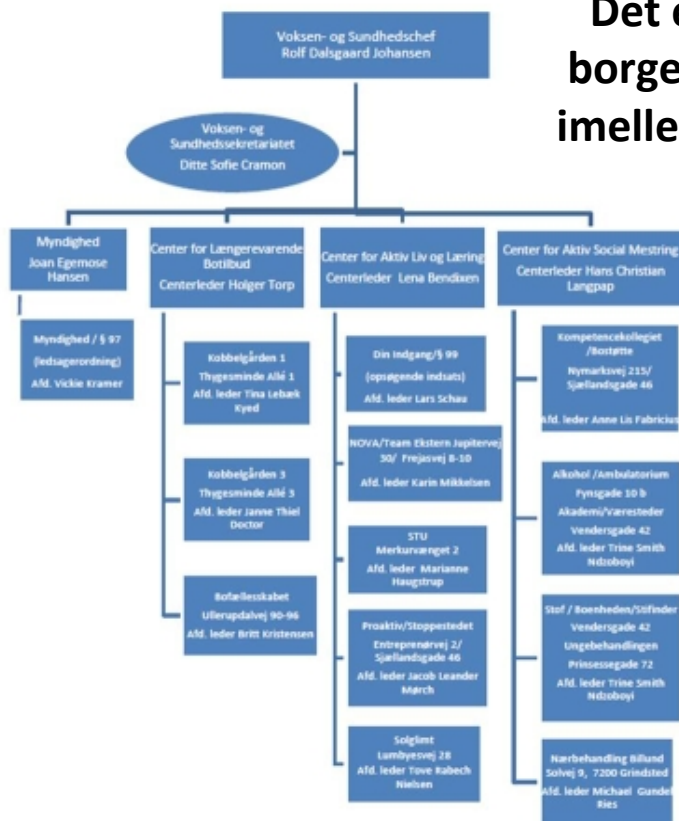 Det
borge
imelle
Voksen- og Sundhedschef
Rolf Dalsgaard Johansen
Voksen- og
Sundhedssekretariatet
Ditte Sofie Cramon
Myndighed
Joan Egemose
Hansen
Myndighed / § 97
(ledsagerordning)
Afd. Vickie Kramer
Center for Længerevarende
Botilbud
Centerleder Holger Torp
Kobbelgården 1
Thygesminde Allé 1
Afd. leder Tina Lebæk
Kyed
Kobbelgården 3
Thygesminde Allé 3
Afd. leder Janne Thiel
Doctor
Bofællesskabet
Ullerupdalvej 90-96
Afd. leder Britt Kristensen
Center for Aktiv Liv og Læring
Centerleder Lena Bendixen
Din Indgang/§ 99
(opsøgende indsats)
Afd. leder Lars Schau
NOVA/Team Ekstern Jupitervej
30/ Frejasvej 8-10
Afd. leder Karin Mikkelsen
STU
Merkurvænget 2
Afd. leder Marianne
Haugstrup
Proaktiv/Stoppestedet
Entreprenørvej 2/
Sjællandsgade 46
Afd. leder Jacob Leander
Mørch
Solglimt
Lumbyesvej 28
Afd. leder Tove Rabech
Nielsen
Center for Aktiv Social Mestring
Centerleder Hans Christian
Langpap
Kompetencekollegiet
/Bostøtte
Nymarksvej 215/
Sjællandsgade 46
Afd. leder Anne Lis Fabricius
Alkohol /Ambulatorium
Fynsgade 10 b
Akademi/Væresteder
Vendersgade 42
Afd. leder Trine Smith
Ndzoboyi
Stof / Boenheden/Stifinder
Vendersgade 42
Ungebehandlingen
Prinsessegade 72
Afd. leder Trine Smith
Ndzoboyi
Nærbehandling Billund
Solvej 9, 7200 Grindsted
Afd. leder Michael Gundel
Ries